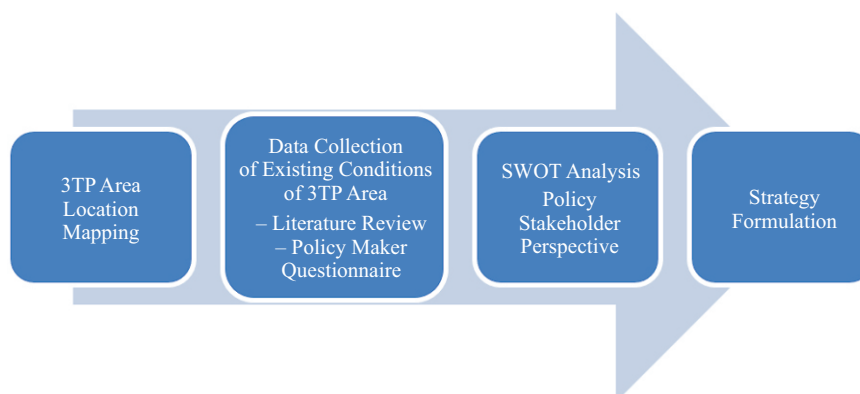 3TP Area
Location
Mapping
Data Collection
of Existing Conditions
of 3TP Area
– Literature Review
– Policy Maker
Questionnaire
SWOT Analysis
Policy
Stakeholder
Perspective
Strategy
Formulation